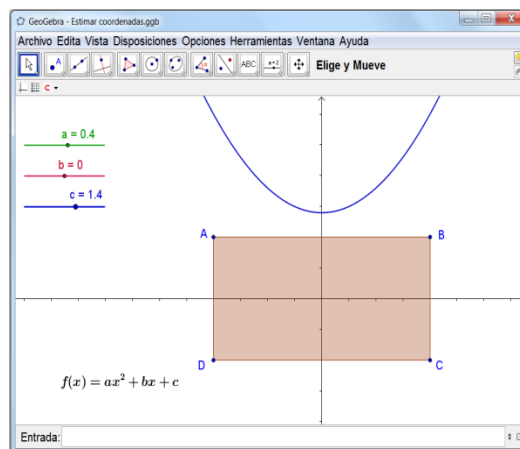 GeoGebra - Estimar coordenadas.ggb
Archivo Edita Vista Disposiciones Opciones Herramientas Ventana Ayuda
A ABC a=2 Elige y Mueve
c
a = 0.4
b = 0
c = 1.4
A B
D C
f(x) = ax² + bx + c
Entrada: